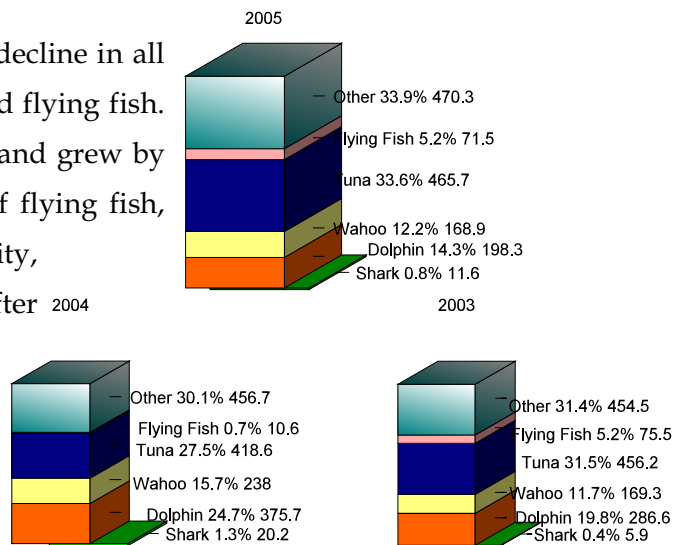 decline in all
d flying fish.
and grew by
f flying fish,
ity,
fter
2005
Other 33.9% 470.3
Flying Fish 5.2% 71.5
Tuna 33.6% 465.7
Wahoo 12.2% 168.9
Dolphin 14.3% 198.3
Shark 0.8% 11.6
2004
Other 30.1% 456.7
Flying Fish 0.7% 10.6
Tuna 27.5% 418.6
Wahoo 15.7% 238
Dolphin 24.7% 375.7
Shark 1.3% 20.2
2003
Other 31.4% 454.5
Flying Fish 5.2% 75.5
Tuna 31.5% 456.2
Wahoo 11.7% 169.3
Dolphin 19.8% 286.6
Shark 0.4% 5.9